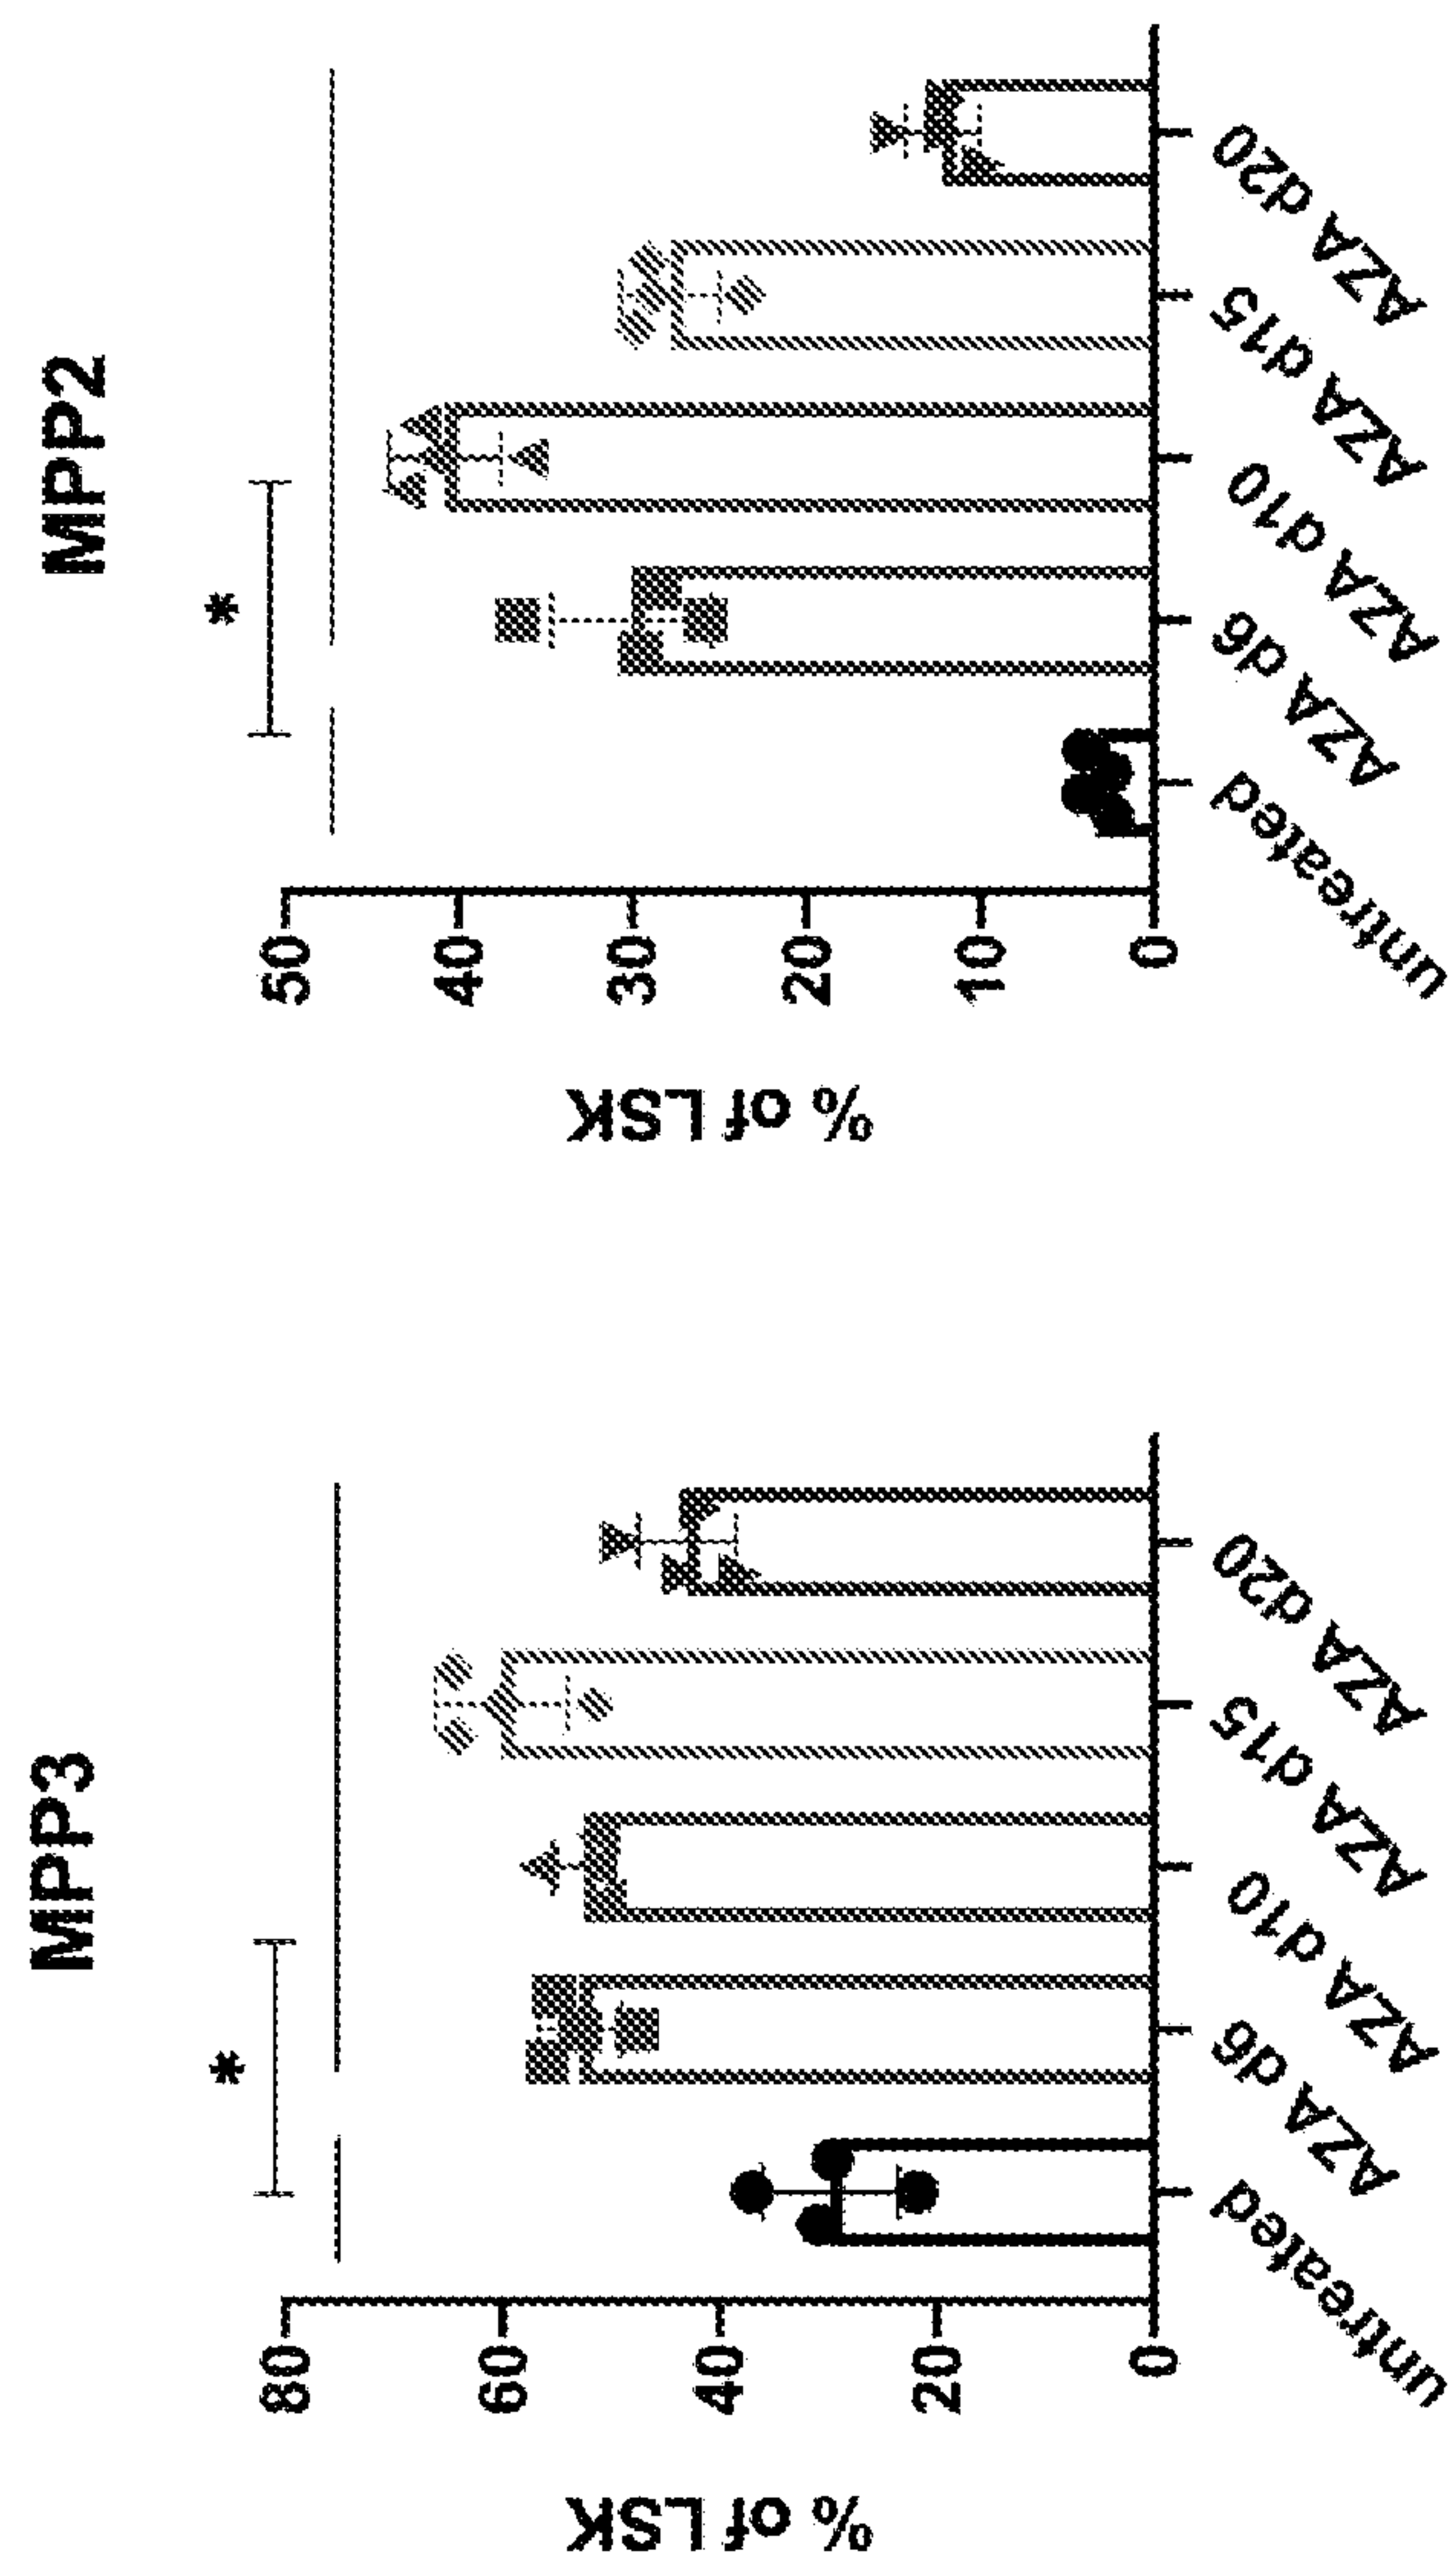 MPP3
*
% of LSK
80
60
40
20
0
untreated
AZA d6
AZA d10
AZA d15
AZA d20
MPP2
*
% of LSK
50
40
30
20
10
0
untreated
AZA d6
AZA d10
AZA d15
AZA d20